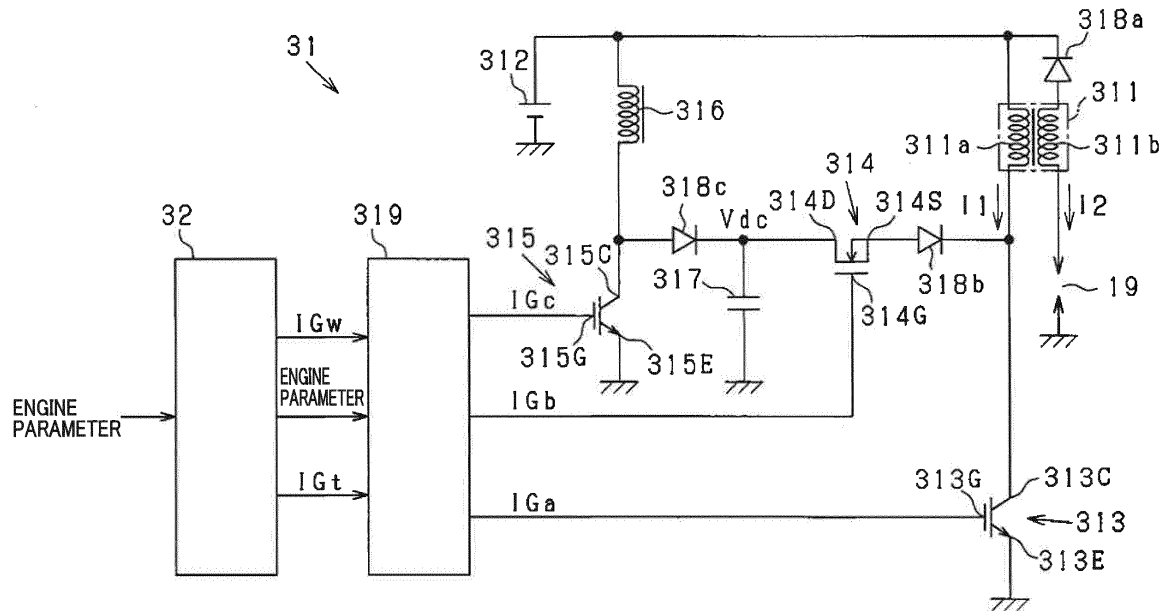 31
312
316
318a
311
311a
311b
314
I1
I2
32
319
318c
Vdc
314D
314S
315
315C
317
318b
19
IGc
314G
IGw
315G
315E
ENGINE
PARAMETER
ENGINE
PARAMETER
IGb
IGt
IGa
313G
313C
313
313E